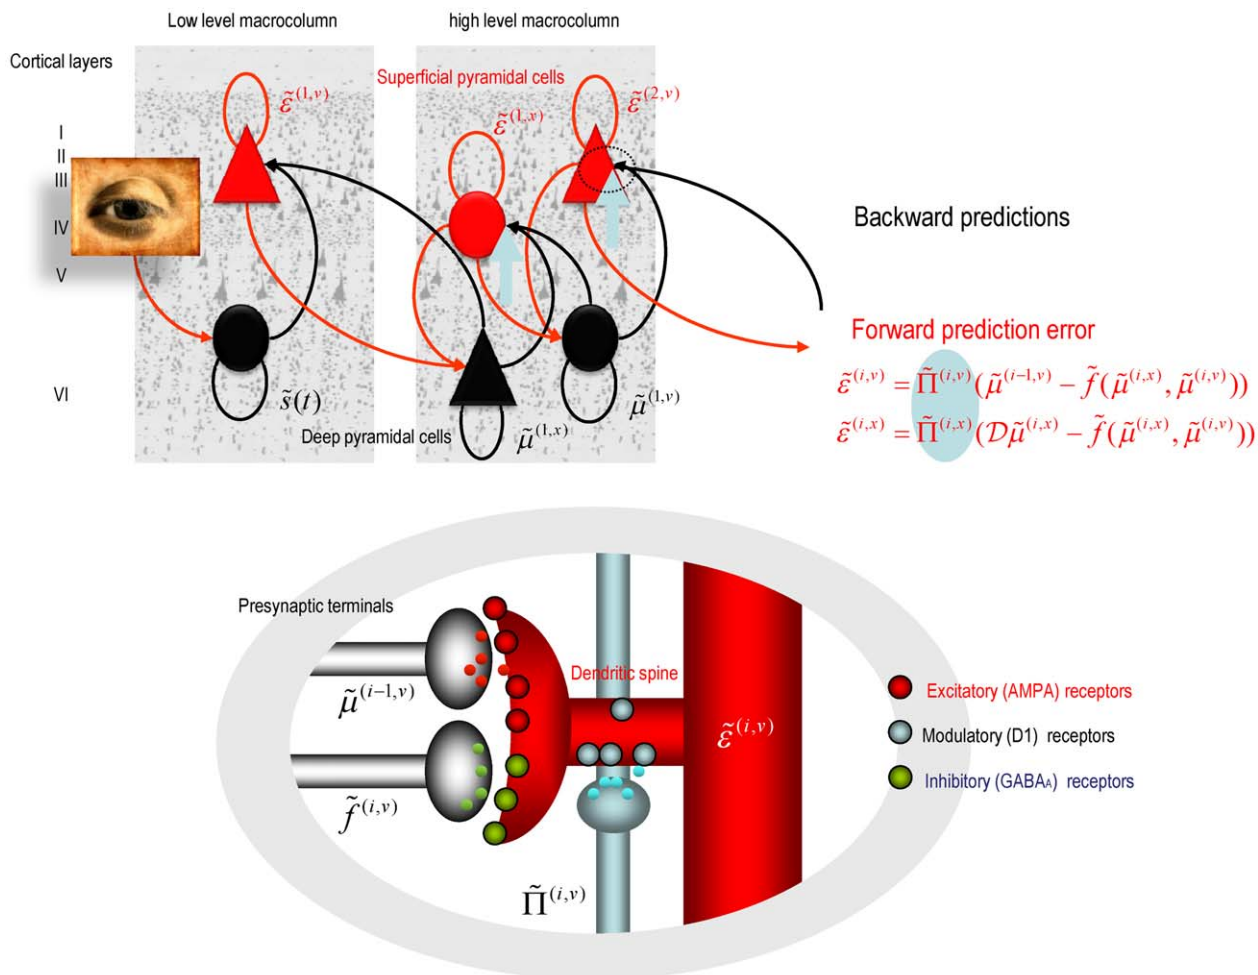 Low level macrocolumn
high level macrocolumn
Cortical layers
Superficial pyramidal cells
ε̃^(1,v)
ε̃^(1,x)
ε̃^(2,v)
I
II
III
IV
V
VI
Backward predictions
Forward prediction error
ε̃^(i,v) = Π̃^(i,v)(μ̃^(i−1,v) − f̃(μ̃^(i,x), μ̃^(i,v)))
ε̃^(i,x) = Π̃^(i,x)(𝒟μ̃^(i,x) − f̃(μ̃^(i,x), μ̃^(i,v)))
s̃(t)
μ̃^(1,v)
Deep pyramidal cells
μ̃^(1,x)
Presynaptic terminals
μ̃^(i−1,v)
Dendritic spine
ε̃^(i,v)
f̃^(i,v)
Π̃^(i,v)
Excitatory (AMPA) receptors
Modulatory (D1) receptors
Inhibitory (GABAA) receptors